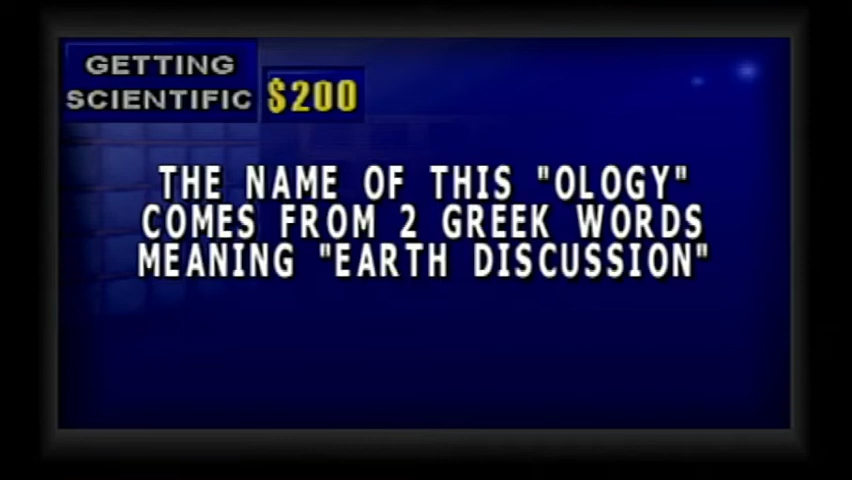 GETTING
SCIENTIFIC
$200
THE NAME OF THIS "OLOGY"
COMES FROM 2 GREEK WORDS
MEANING "EARTH DISCUSSION"